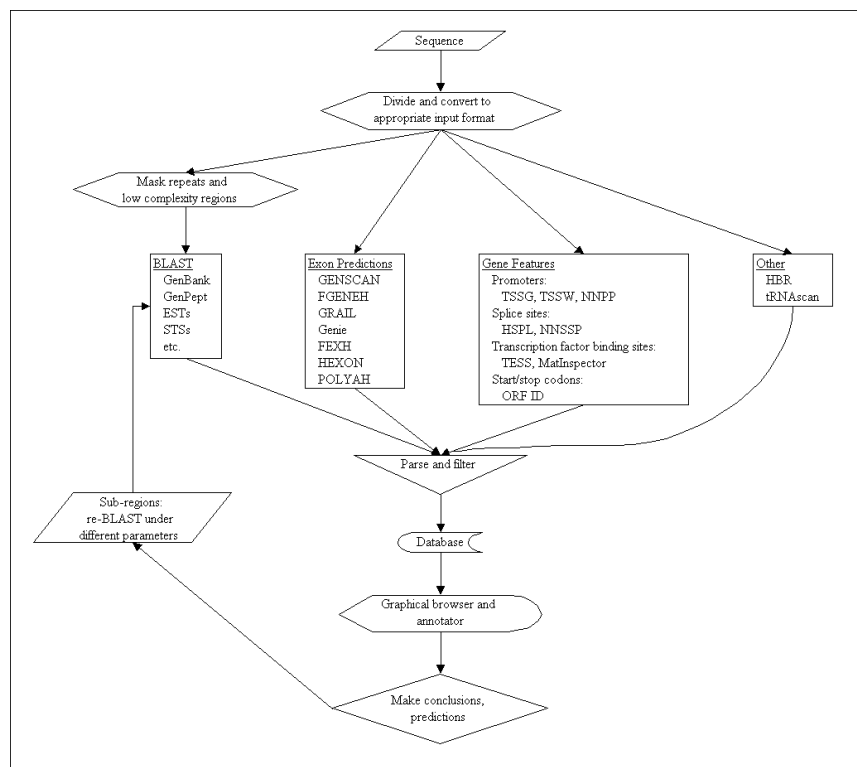 Sequence
Divide and convert to
appropriate input format
Mask repeats and
low complexity regions
BLAST
GenBank
GenPept
ESTs
STSs
etc.
Exon Predictions
GENSCAN
FGENEH
GRAIL
Genie
FEXH
HEXON
POLYAH
Gene Features
Promoters:
TSSG, TSSW, NNPP
Splice sites:
HSPL, NNSSP
Transcription factor binding sites:
TESS, MatInspector
Start/stop codons:
ORF ID
Other
HBR
tRNAscan
Parse and filter
Sub-regions:
re-BLAST under
different parameters
Database
Graphical browser and
annotator
Make conclusions,
predictions